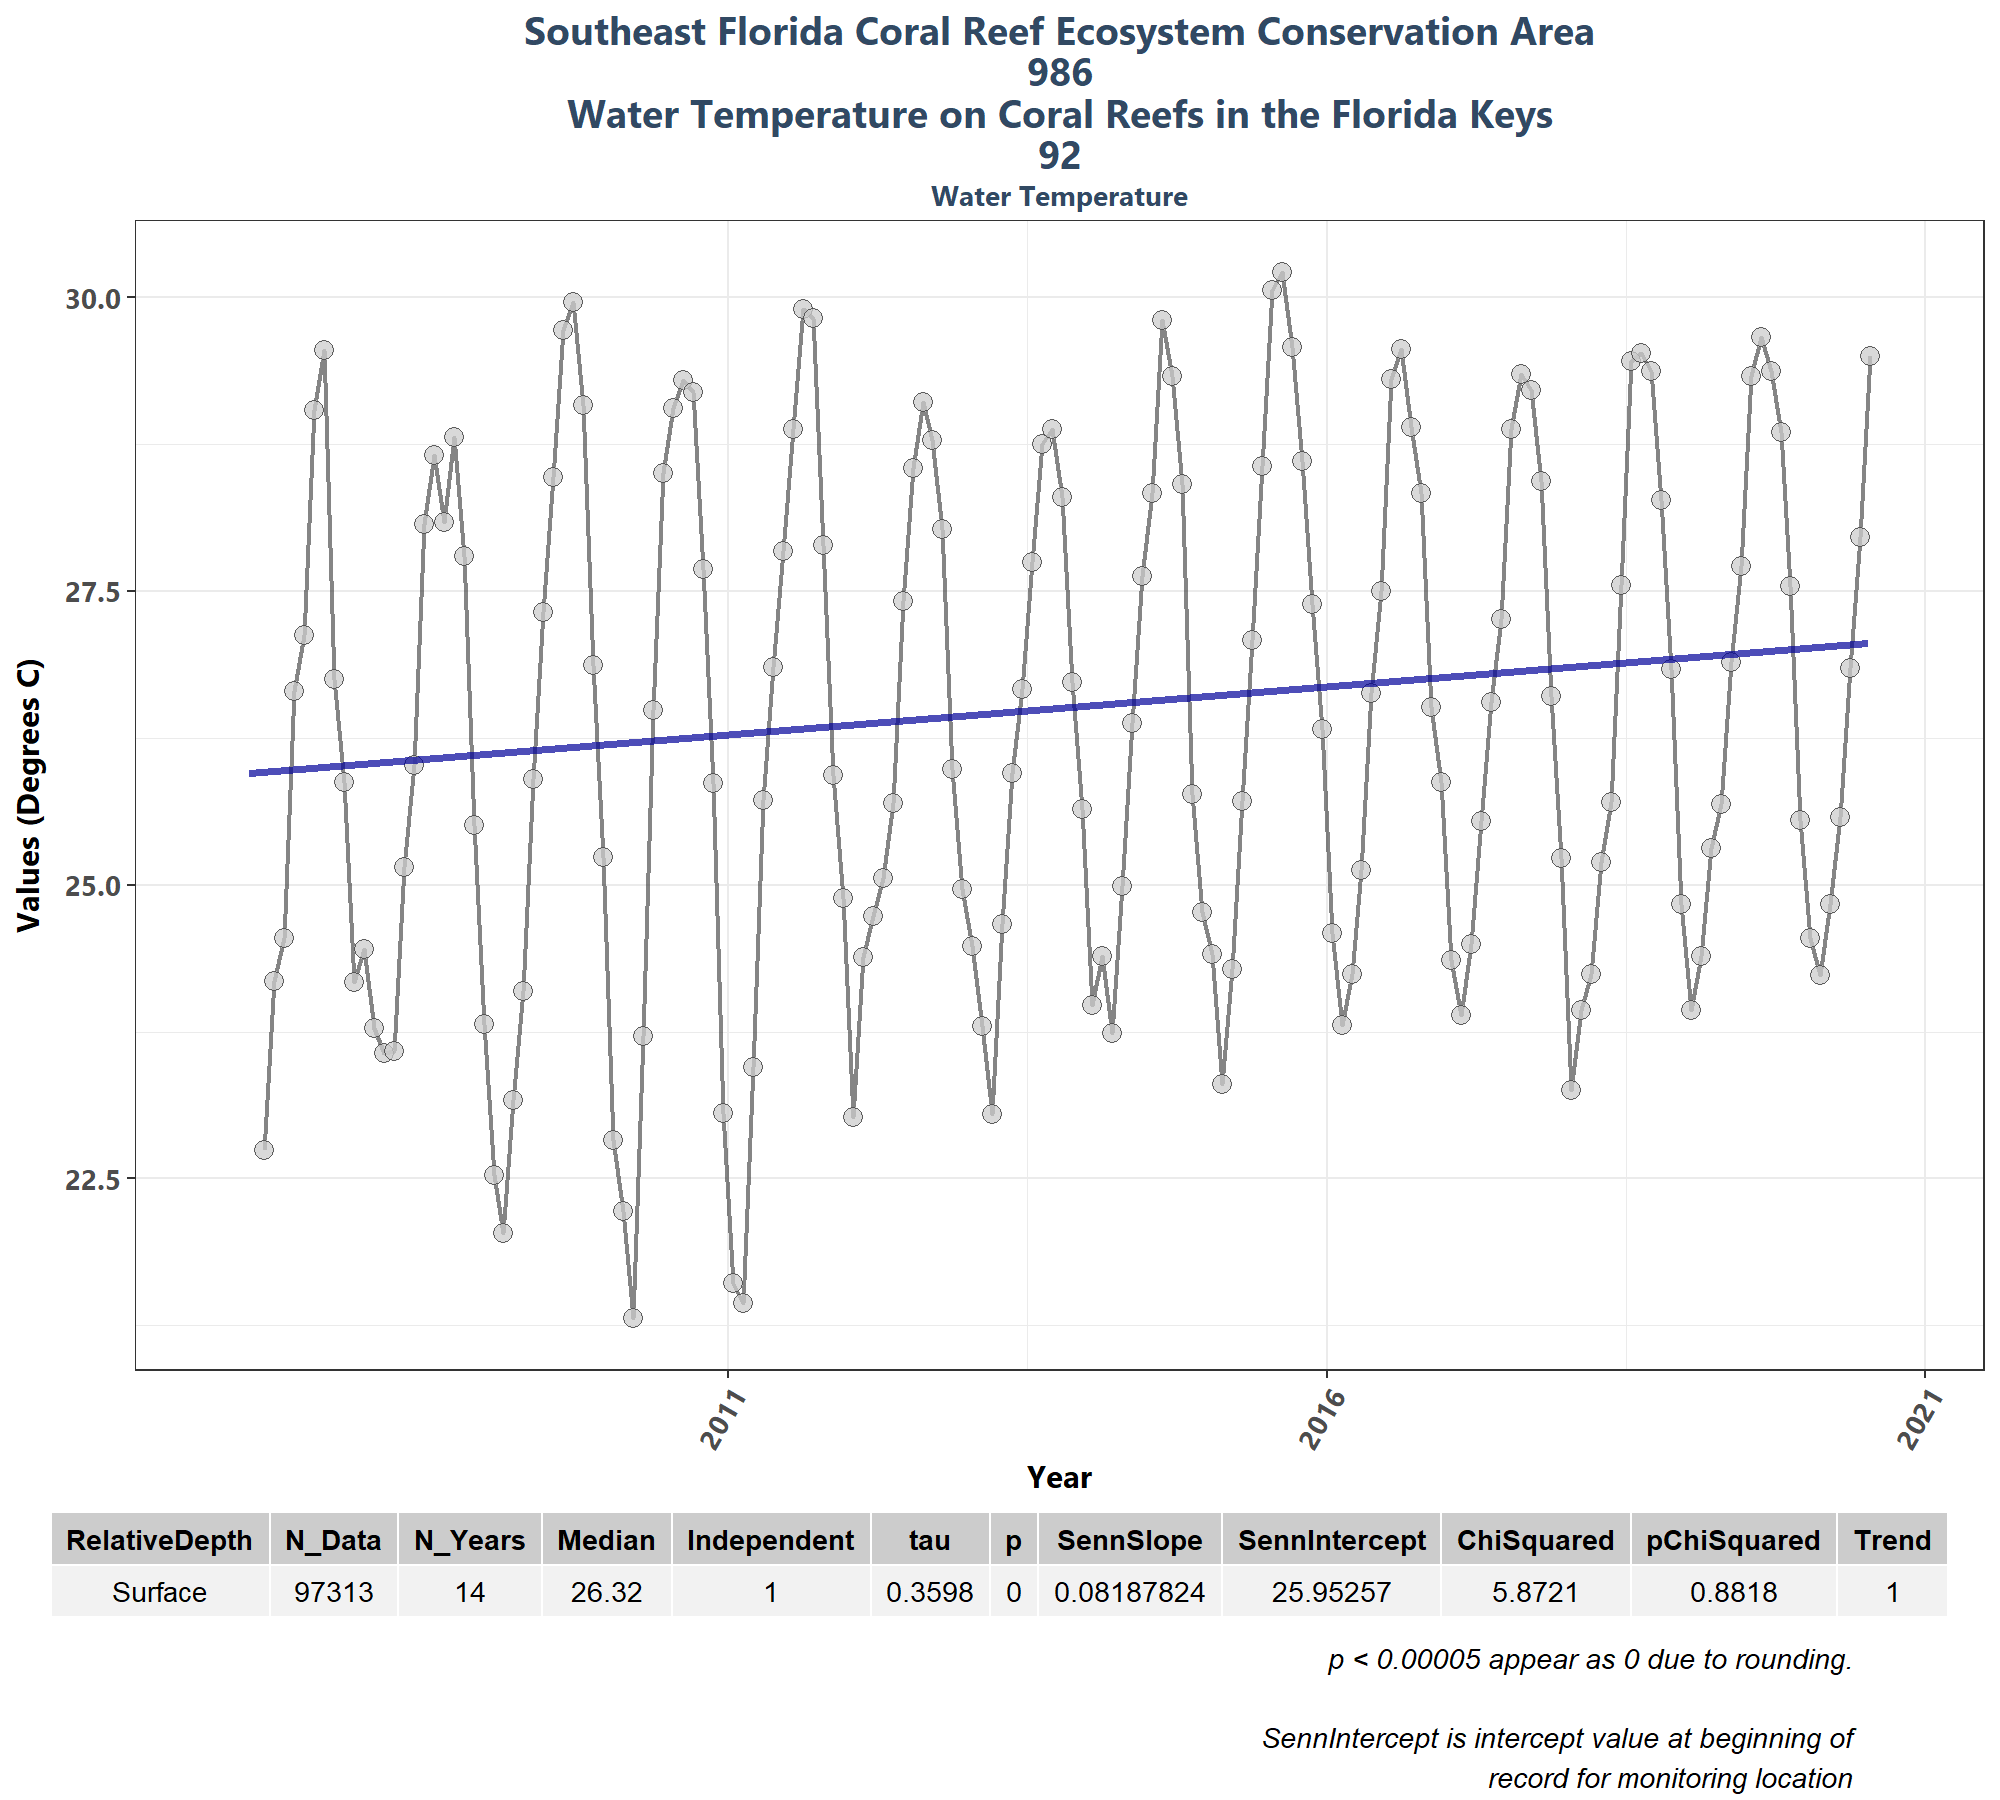 Southeast Florida Coral Reef Ecosystem Conservation Area
986
Water Temperature on Coral Reefs in the Florida Keys
92
Water Temperature
30.0
27.5
25.0
22.5
Values (Degrees C)
2011
2016
2021
Year
RelativeDepth N_Data N_Years Median Independent tau p SennSlope SennIntercept ChiSquared pChiSquared Trend
Surface 97313 14 26.32 1 0.3598 0 0.08187824 25.95257 5.8721 0.8818 1
p < 0.00005 appear as 0 due to rounding.
SennIntercept is intercept value at beginning of
record for monitoring location